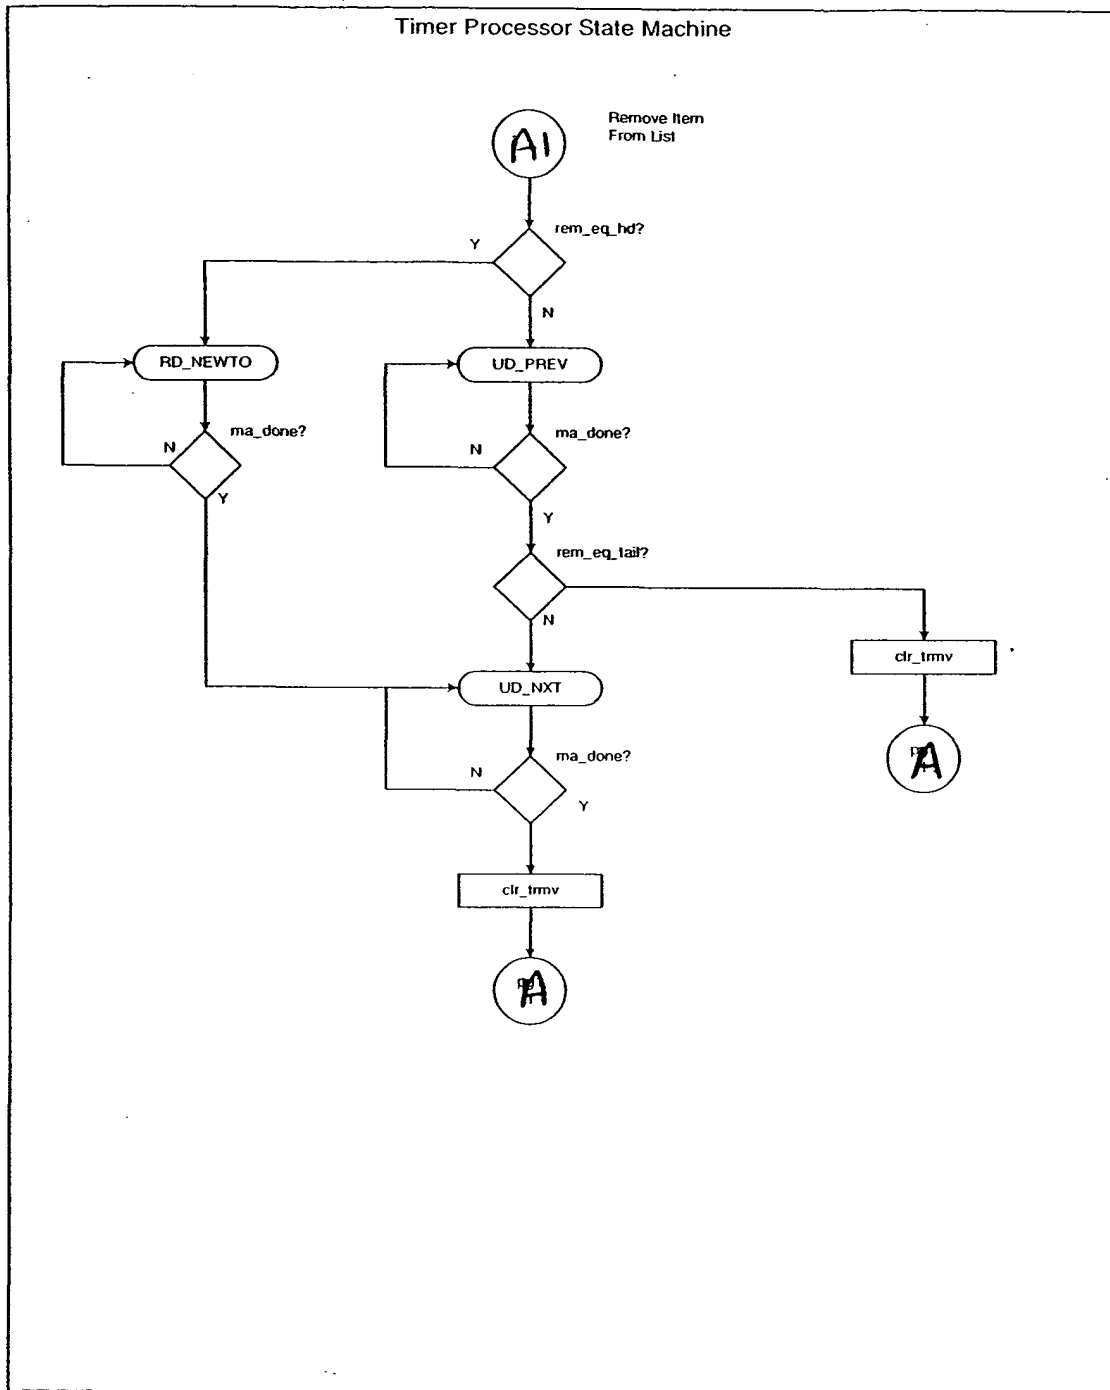 Timer Processor State Machine
A1
Remove Item
From List
rem_eq_hd?
Y
N
RD_NEWTO
UD_PREV
ma_done?
N
Y
ma_done?
N
Y
rem_eq_tail?
N
clr_trmv
UD_NXT
A
ma_done?
N
Y
clr_trmv
A